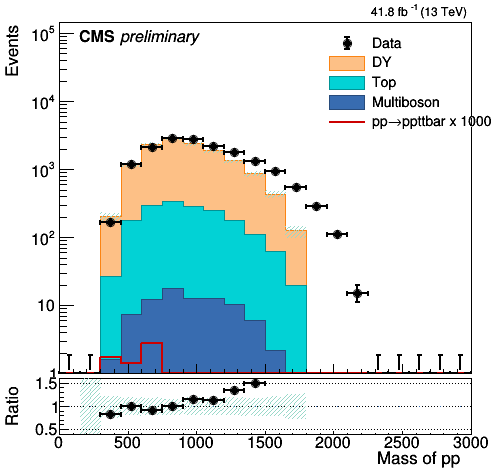 41.8 fb⁻¹ (13 TeV)
CMS preliminary
Events
10⁵
10⁴
10³
10²
10
1
Data
DY
Top
Multiboson
pp→ppttbar x 1000
Ratio
1.5
1
0.5
0 500 1000 1500 2000 2500 3000
Mass of pp